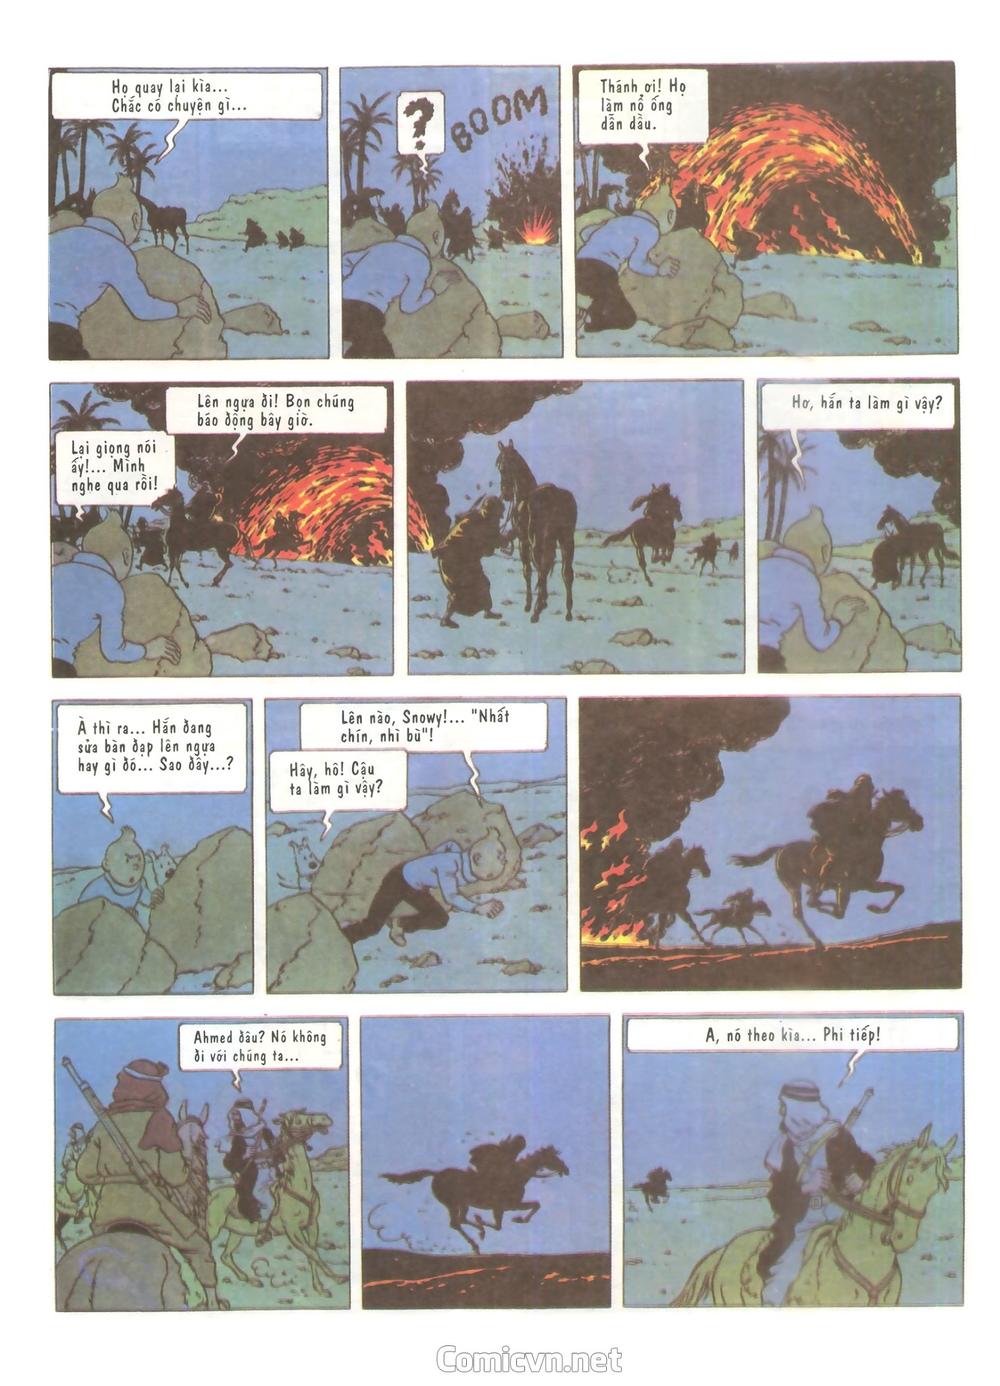 Họ quay lại kìa...
Chắc có chuyện gì...
?
BOOM
Thánh ơi! Họ
làm nổ ống
dẫn dầu.
Lên ngựa đi! Bọn chúng
báo động bây giờ.
Lại giọng nói
ấy!... Mình
nghe qua rồi!
Hơ, hắn ta làm gì vậy?
À thì ra... Hắn đang
sửa bàn đạp lên ngựa
hay gì đó... Sao đây...?
Lên nào, Snowy!... "Nhất
chín, nhì bù"!
Hây, hô! Cậu
ta làm gì vậy?
Ahmed đâu? Nó không
đi với chúng ta...
A, nó theo kìa... Phi tiếp!
Comicvn.net